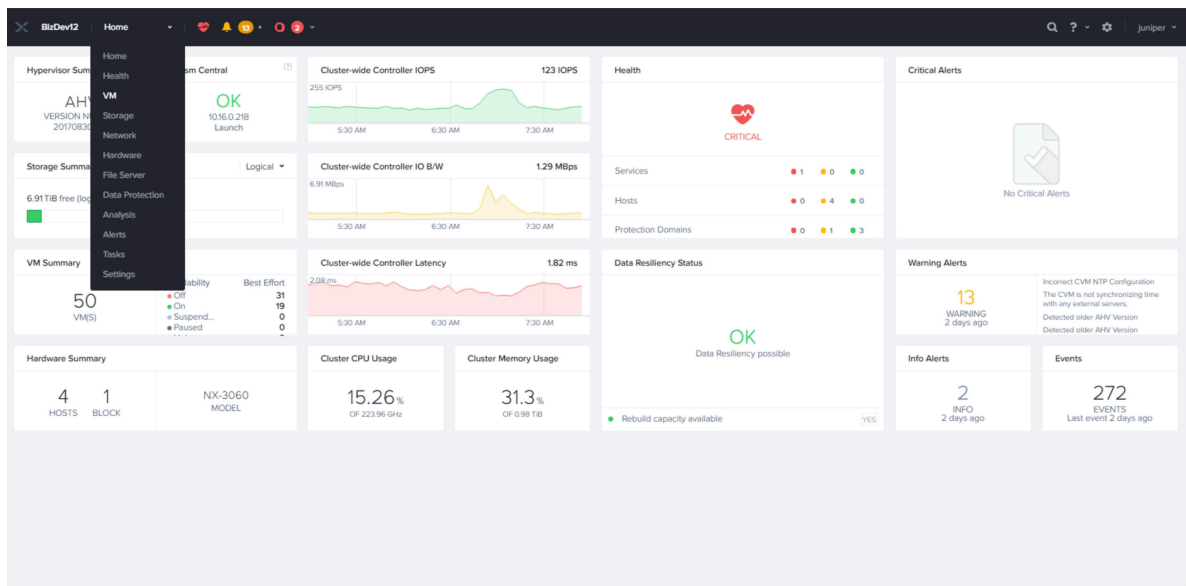 BizDev12
Home
13
2
?
juniper
Home
Health
VM
Storage
Network
Hardware
File Server
Data Protection
Analysis
Alerts
Tasks
Settings
Hypervisor Sum
AH
VERSION N
2017083
sm Central
OK
10.16.0.218
Launch
Storage Summa
Logical
6.91 TiB free (log
VM Summary
50
VM(S)
lability
Best Effort
Off 31
On 19
Suspend... 0
Paused 0
Hardware Summary
4
HOSTS
1
BLOCK
NX-3060
MODEL
Cluster-wide Controller IOPS 123 IOPS
255 IOPS
5:30 AM 6:30 AM 7:30 AM
Cluster-wide Controller IO B/W 1.29 MBps
6.91 MBps
5:30 AM 6:30 AM 7:30 AM
Cluster-wide Controller Latency 1.82 ms
2.08 ms
5:30 AM 6:30 AM 7:30 AM
Cluster CPU Usage
15.26%
OF 223.96 GHz
Cluster Memory Usage
31.3%
OF 0.98 TiB
Health
CRITICAL
Services 1 0 0
Hosts 0 4 0
Protection Domains 0 1 3
Data Resiliency Status
OK
Data Resiliency possible
Rebuild capacity available YES
Critical Alerts
No Critical Alerts
Warning Alerts
13
WARNING
2 days ago
Incorrect CVM NTP Configuration
The CVM is not synchronizing time
with any external servers.
Detected older AHV Version
Detected older AHV Version
Info Alerts
2
INFO
2 days ago
Events
272
EVENTS
Last event 2 days ago